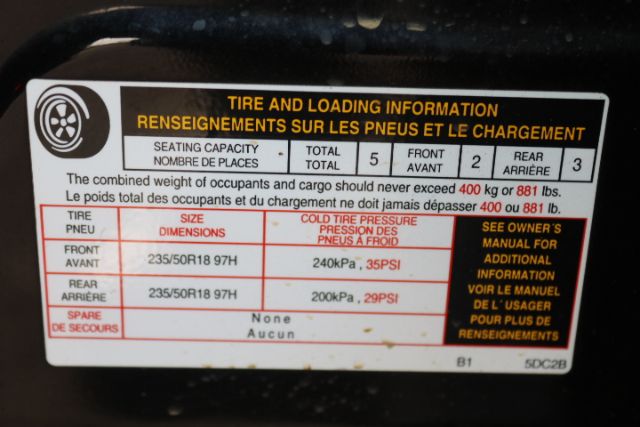 TIRE AND LOADING INFORMATION
RENSEIGNEMENTS SUR LES PNEUS ET LE CHARGEMENT
SEATING CAPACITY
NOMBRE DE PLACES
TOTAL
TOTAL
5
FRONT
AVANT
2
REAR
ARRIÈRE
3
The combined weight of occupants and cargo should never exceed 400 kg or 881 lbs.
Le poids total des occupants et du chargement ne doit jamais dépasser 400 ou 881 lb.
TIRE
PNEU
SIZE
DIMENSIONS
COLD TIRE PRESSURE
PRESSION DES
PNEUS À FROID
FRONT
AVANT
235/50R18 97H
240kPa , 35PSI
REAR
ARRIÈRE
235/50R18 97H
200kPa , 29PSI
SPARE
DE SECOURS
None
Aucun
SEE OWNER'S
MANUAL FOR
ADDITIONAL
INFORMATION
VOIR LE MANUEL
DE L' USAGER
POUR PLUS DE
RENSEIGNEMENTS
B1
5DC2B